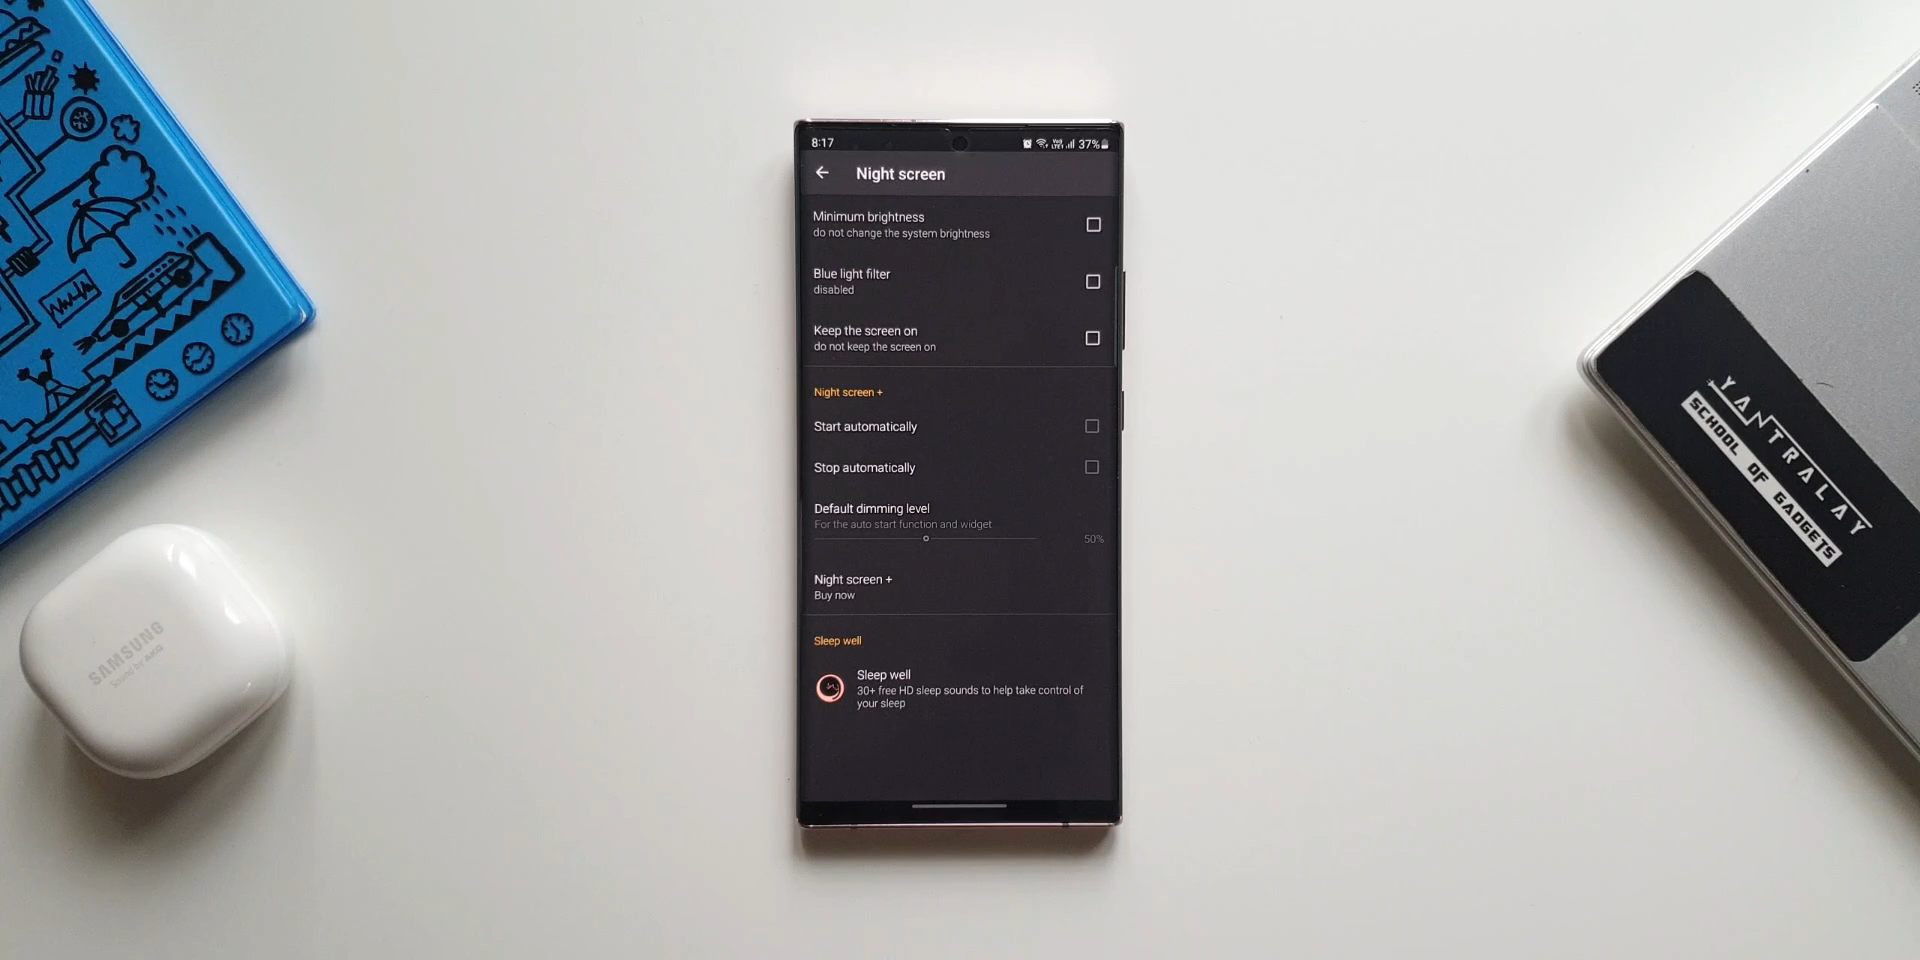 8:17
37%
Night screen
Minimum brightness
do not change the system brightness
Blue light filter
disabled
Keep the screen on
do not keep the screen on
Night screen +
Start automatically
Stop automatically
Default dimming level
For the auto start function and widget
50%
Night screen +
Buy now
Sleep well
Sleep well
30+ free HD sleep sounds to help take control of
your sleep
SAMSUNG
Sound by AKG
YANTRALAY
SCHOOL OF GADGETS